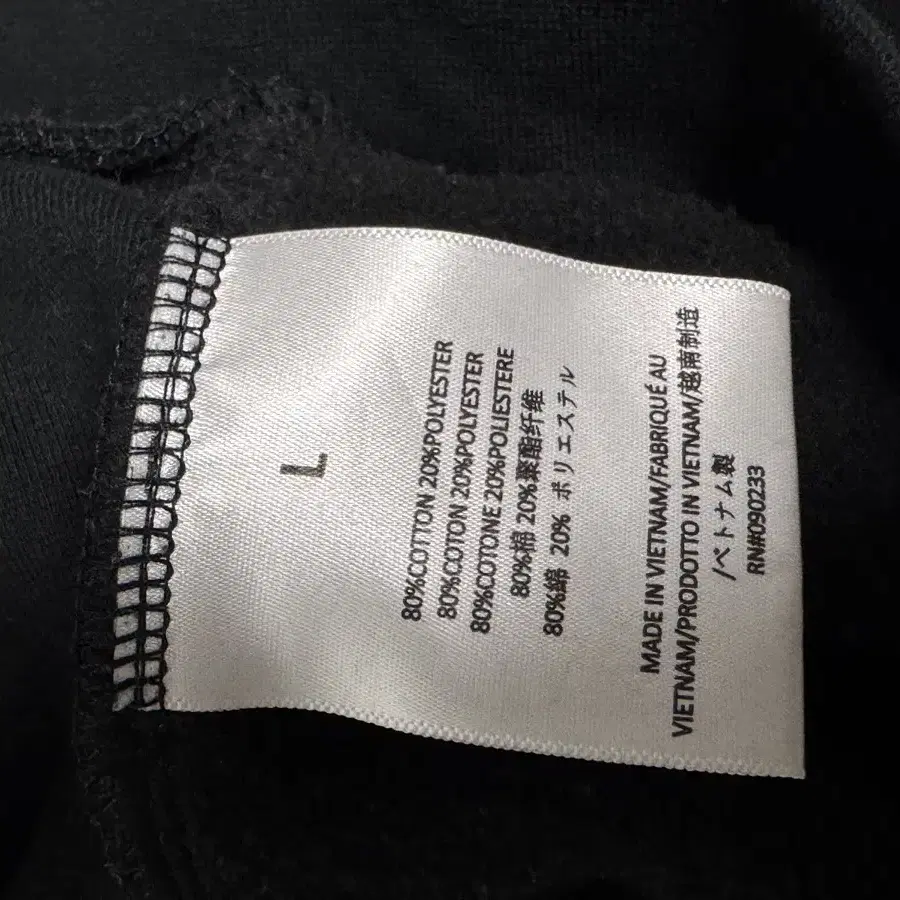 L
80%COTTON 20%POLYESTER
80%COTON 20%POLYESTER
80%COTONE 20%POLIESTERE
80%棉 20%聚酯纤维
80%綿 20% ポリエステル
MADE IN VIETNAM/FABRIQUÉ AU
VIETNAM/PRODOTTO IN VIETNAM/越南制造
/ベトナム製
RN#090233